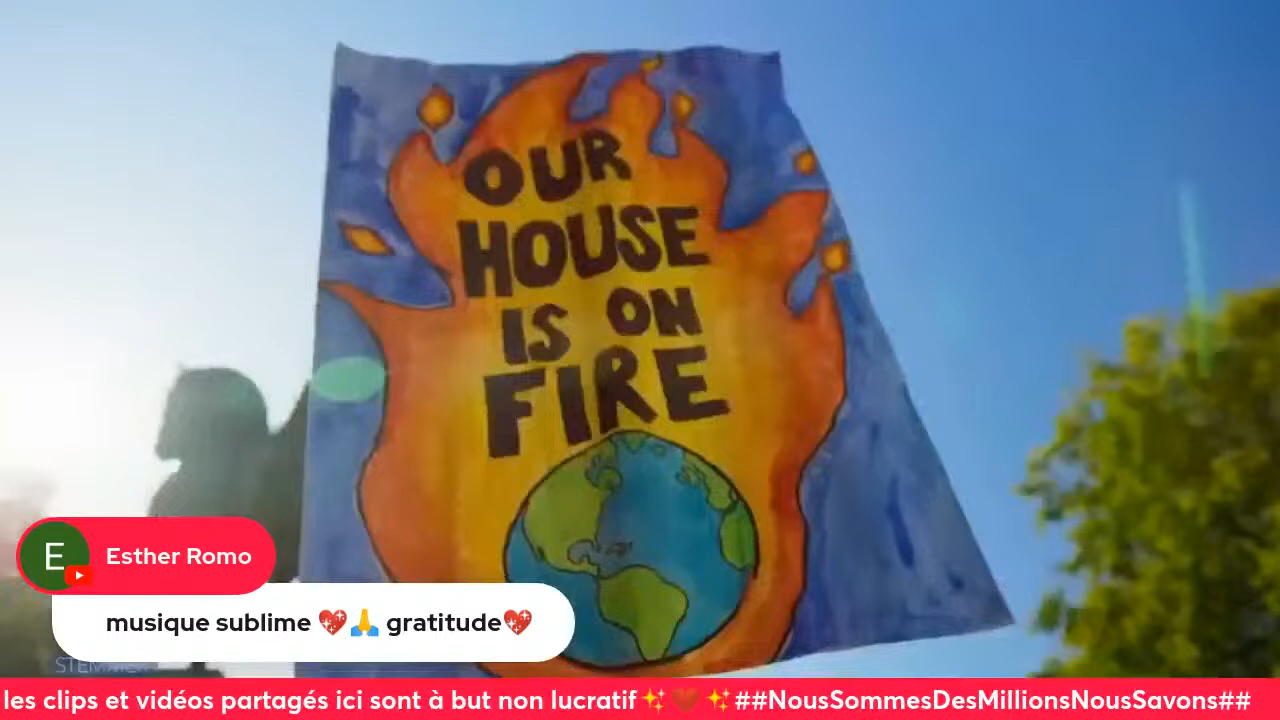 OUR
HOUSE
IS ON
FIRE
E Esther Romo
musique sublime 💖🙏 gratitude💖
les clips et vidéos partagés ici sont à but non lucratif✨❤️✨##NousSommesDesMillionsNousSavons##